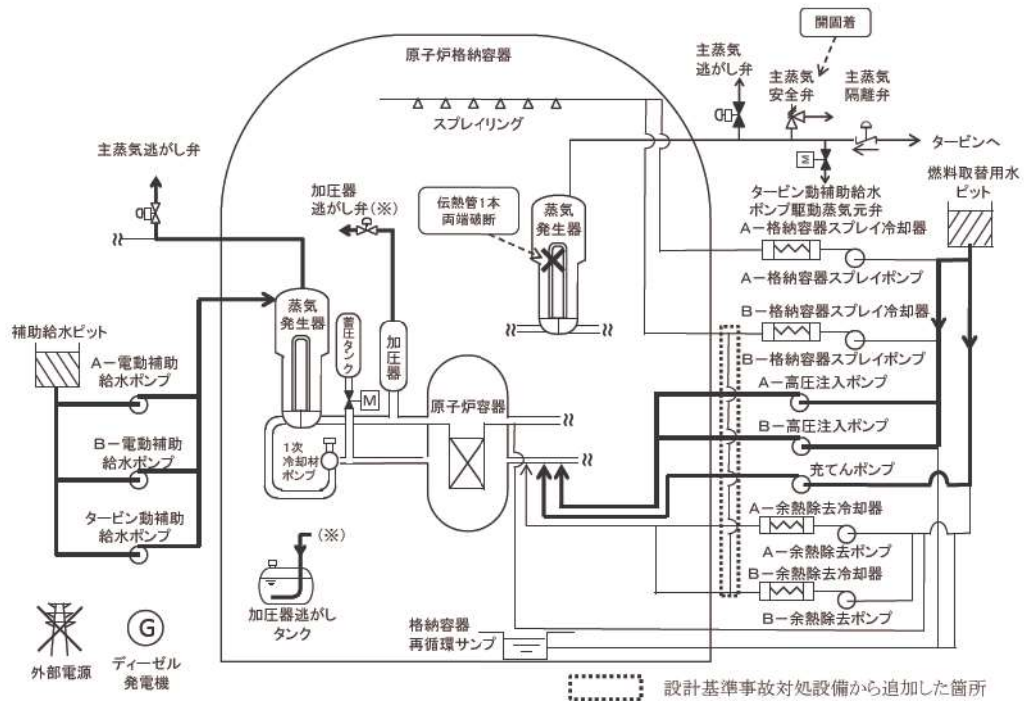 開固着
主蒸気
逃がし弁
主蒸気
安全弁
主蒸気
隔離弁
原子炉格納容器
スプレイリング
タービンへ
主蒸気逃がし弁
加圧器
逃がし弁(※)
伝熱管1本
両端破断
蒸気
発生器
M
タービン動補助給水
ポンプ駆動蒸気元弁
燃料取替用水
ピット
A-格納容器スプレイ冷却器
A-格納容器スプレイポンプ
B-格納容器スプレイ冷却器
B-格納容器スプレイポンプ
補助給水ピット
蒸気
発生器
蓄圧タンク
加圧器
M
原子炉容器
A-電動補助
給水ポンプ
B-電動補助
給水ポンプ
タービン動補助
給水ポンプ
1次
冷却材
ポンプ
A-高圧注入ポンプ
B-高圧注入ポンプ
充てんポンプ
A-余熱除去冷却器
A-余熱除去ポンプ
B-余熱除去冷却器
B-余熱除去ポンプ
(※)
加圧器逃がし
タンク
格納容器
再循環サンプ
外部電源
G
ディーゼル
発電機
設計基準事故対処設備から追加した箇所